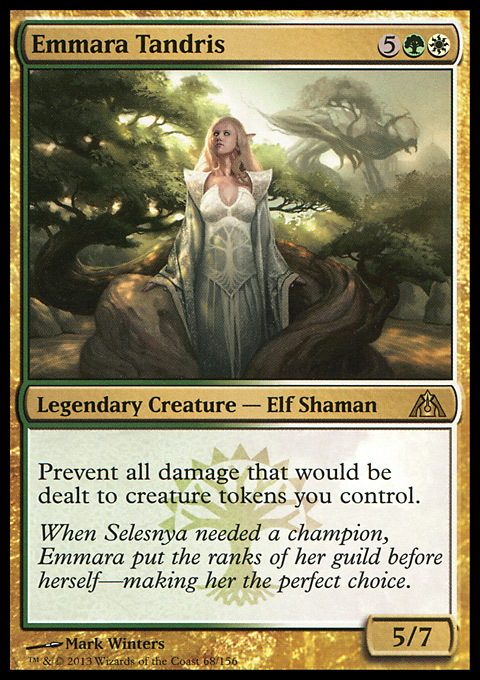 Emmara Tandris 5
Legendary Creature — Elf Shaman
Prevent all damage that would be
dealt to creature tokens you control.
When Selesnya needed a champion,
Emmara put the ranks of her guild before
herself—making her the perfect choice.
Mark Winters
5/7
™ & © 2013 Wizards of the Coast 68/156